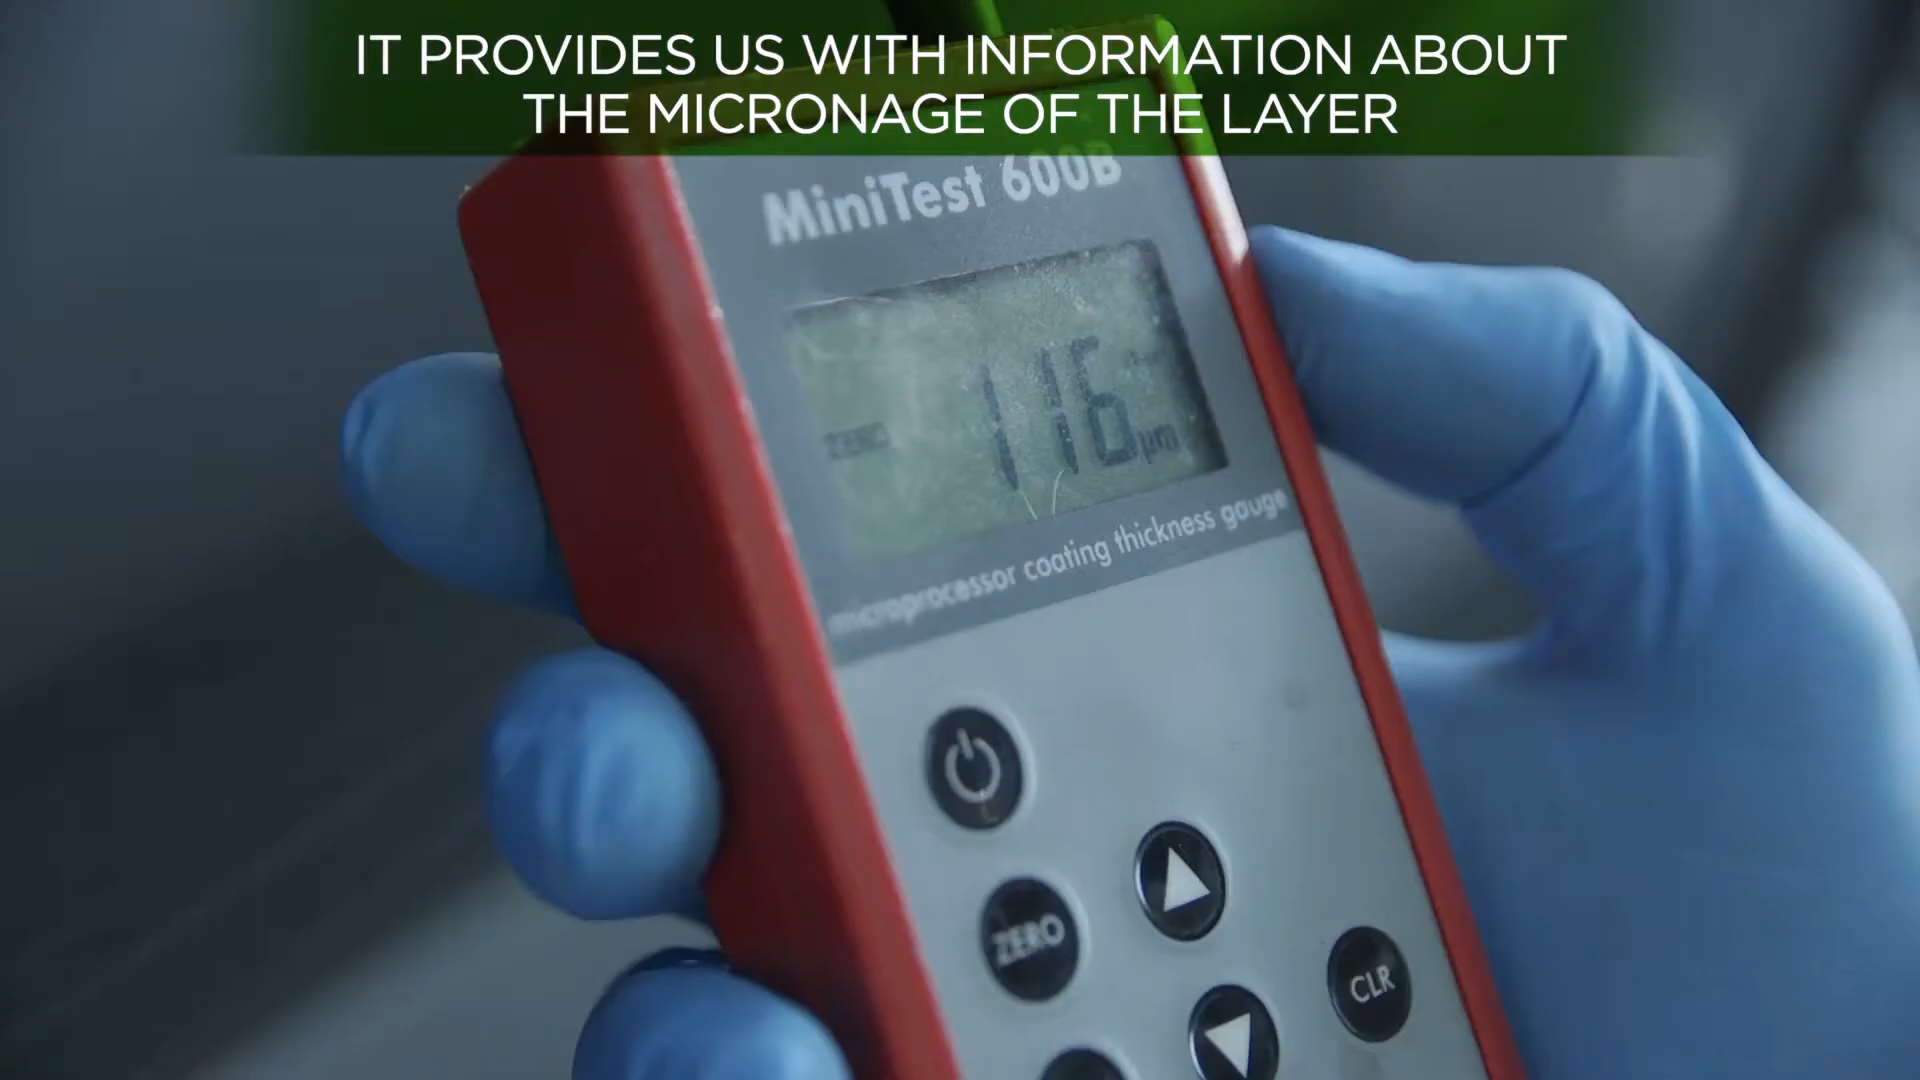 IT PROVIDES US WITH INFORMATION ABOUT
THE MICRONAGE OF THE LAYER
MiniTest 600B
116
ZERO
µm
microprocessor coating thickness gauge
ZERO
CLR